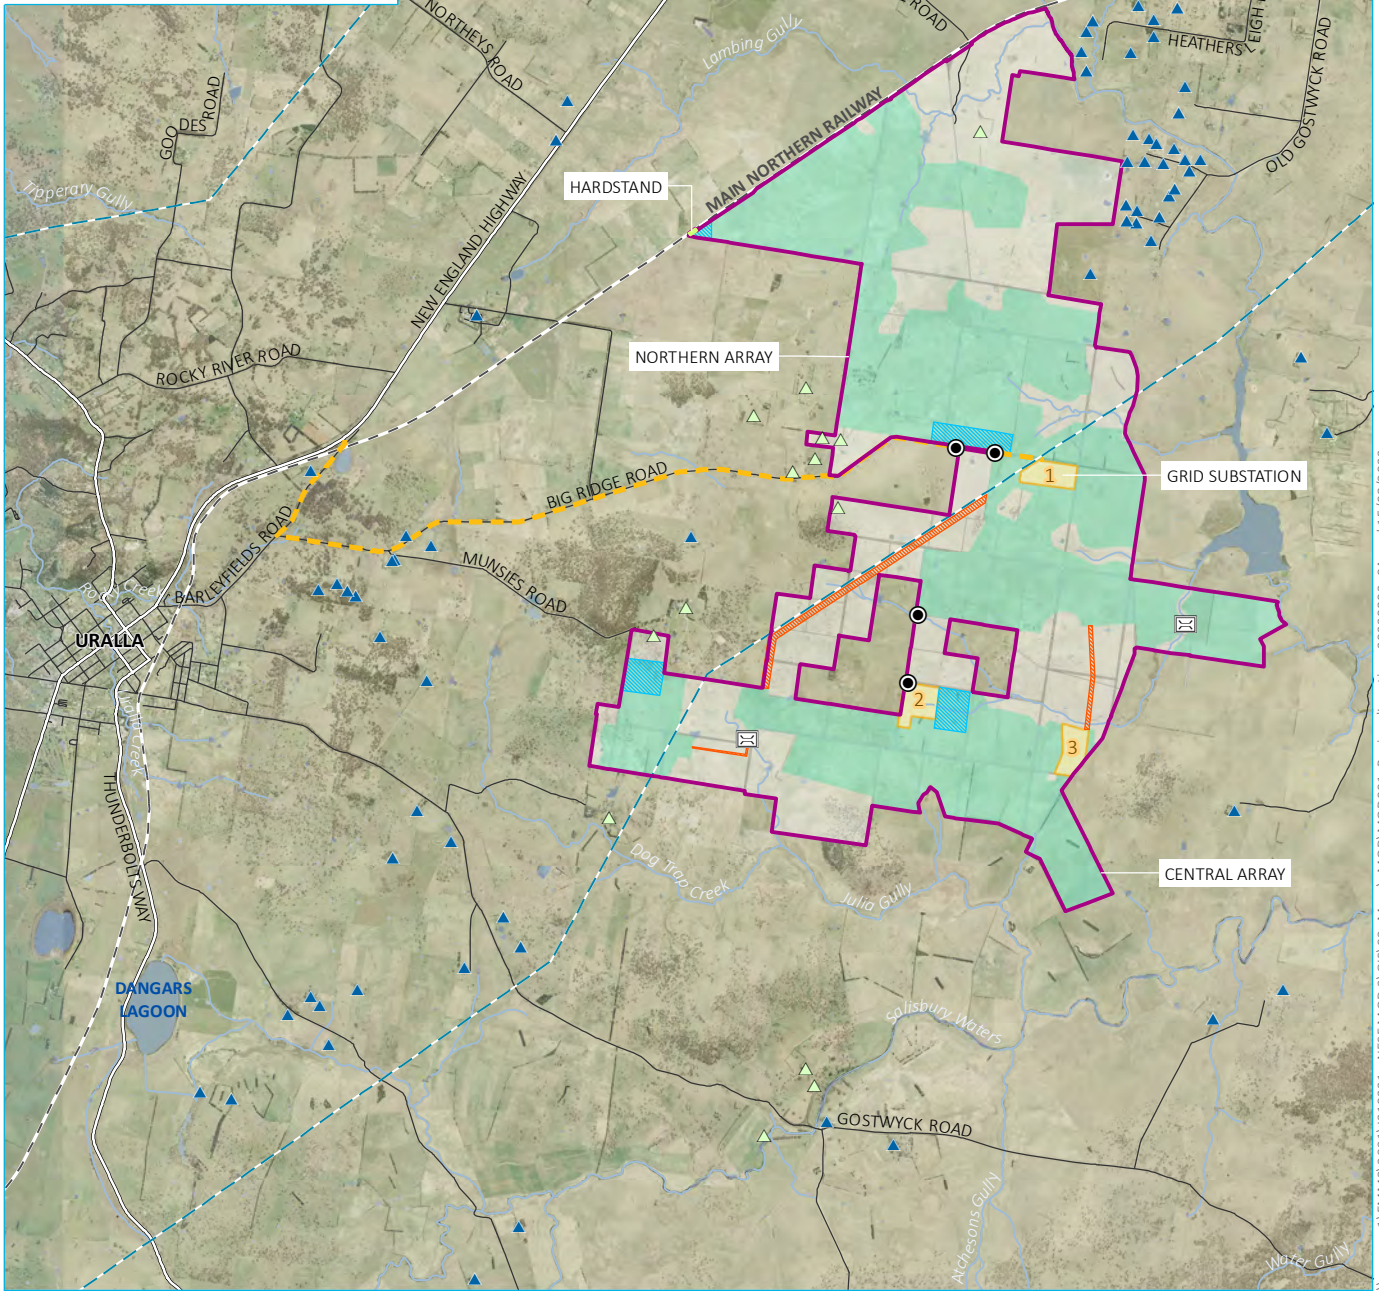 NORTHEYS
ROAD
ROAD
Lambing Gully
HEATHERS
LEIGH
OLD GOSTWYCK ROAD
GOODES
ROAD
MAIN NORTHERN RAILWAY
HARDSTAND
Tipperary Gully
NEW ENGLAND HIGHWAY
NORTHERN ARRAY
ROCKY RIVER ROAD
BIG RIDGE ROAD
1
GRID SUBSTATION
BARLEYFIELDS ROAD
MUNSIES
ROAD
Creek
URALLA
2
3
Creek
THUNDERBOLTS
WAY
Dog Trap
Creek
Julia Gully
CENTRAL ARRAY
DANGARS
LAGOON
Salisbury Waters
GOSTWYCK ROAD
Atchesons Gully
Water Gully